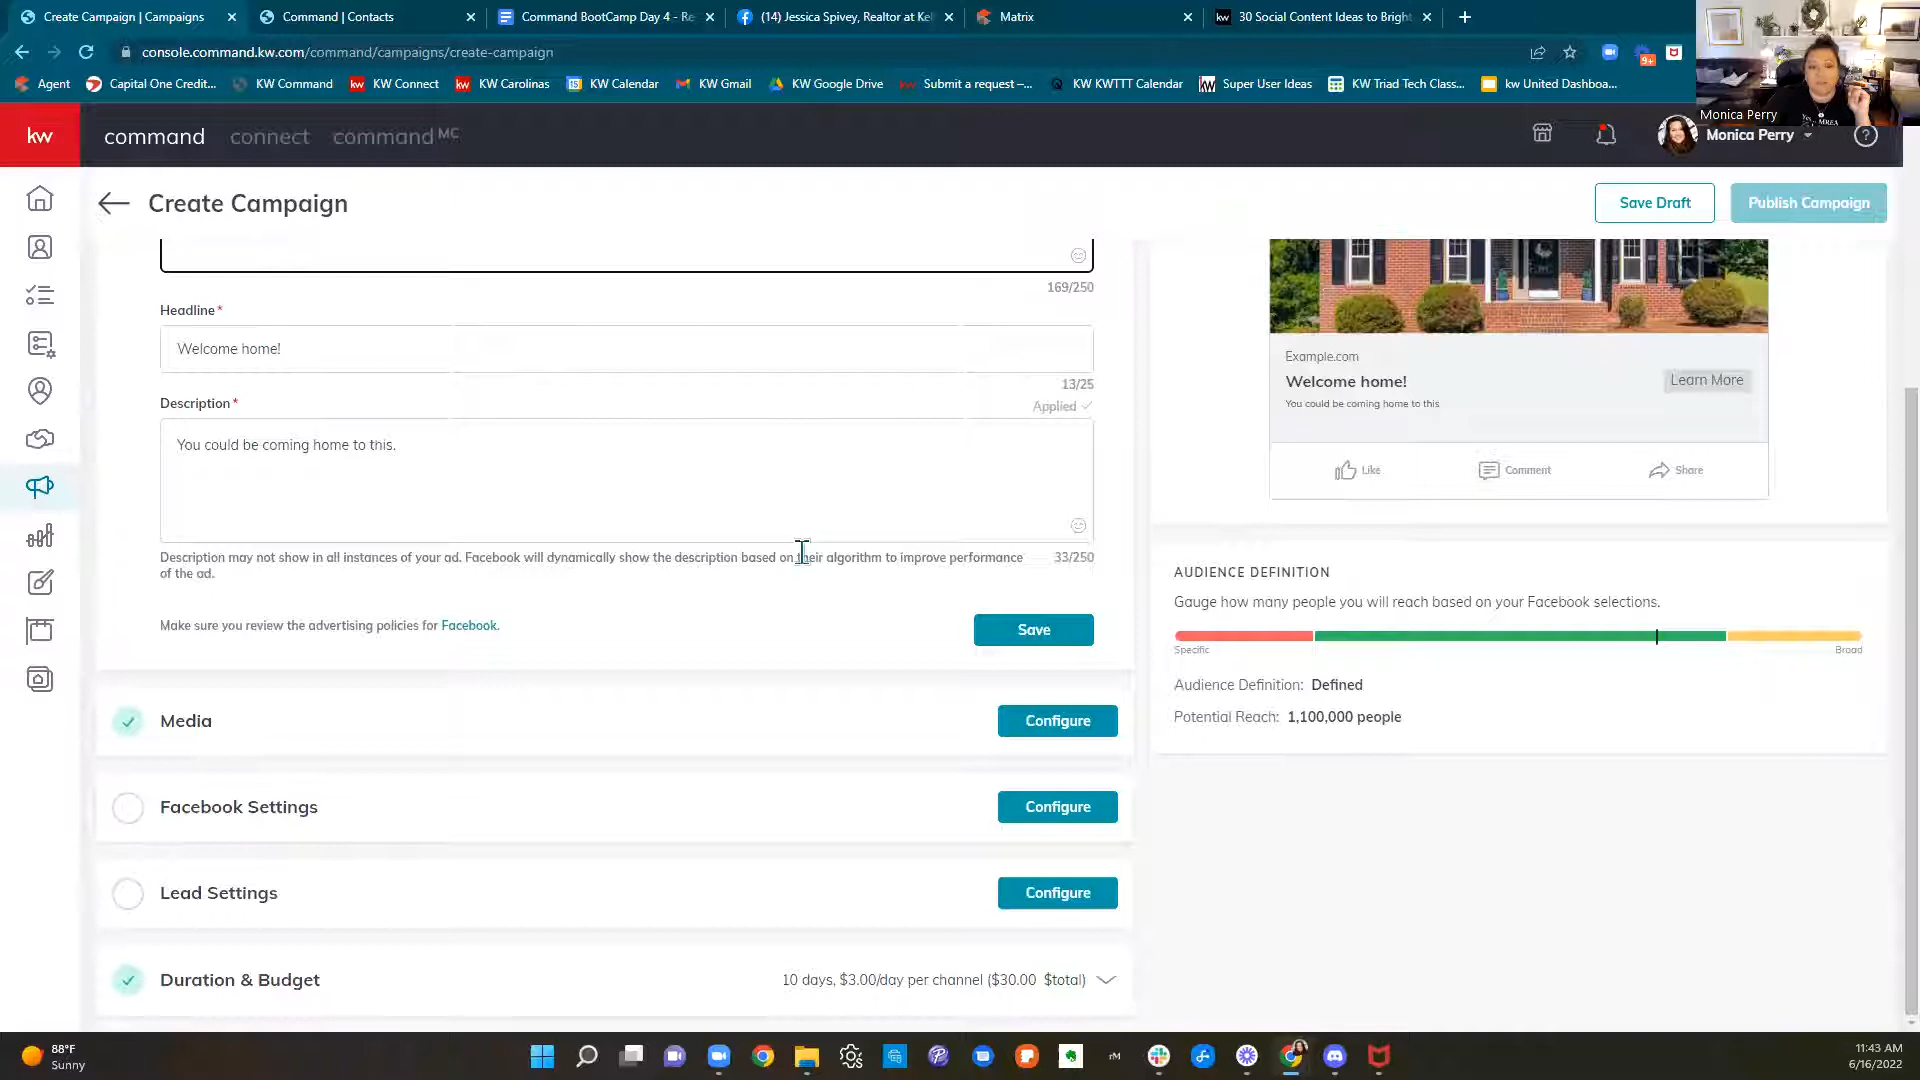 Create Campaign | Campaigns
Command | Contacts
Command BootCamp Day 4 - Re
(14) Jessica Spivey, Realtor at Kel
Matrix
kw
30 Social Content Ideas to Bright
console.command.kw.com/command/campaigns/create-campaign
9+
Agent
Capital One Credit...
KW Command
kw
KW Connect
kw
KW Carolinas
KW Calendar
KW Gmail
KW Google Drive
Submit a request –...
KW KWTTT Calendar
Super User Ideas
KW Triad Tech Class...
kw United Dashboa...
Monica Perry
kw
command
connect
command MC
Monica Perry
?
Create Campaign
Save Draft
Publish Campaign
169/250
Headline*
Welcome home!
13/25
Description*
Applied
You could be coming home to this.
Description may not show in all instances of your ad. Facebook will dynamically show the description based on their algorithm to improve performance
of the ad.
33/250
Make sure you review the advertising policies for Facebook.
Save
Media
Configure
Facebook Settings
Configure
Lead Settings
Configure
Duration & Budget
10 days, $3.00/day per channel ($30.00 $total)
Example.com
Welcome home!
Learn More
You could be coming home to this
Like
Comment
Share
AUDIENCE DEFINITION
Gauge how many people you will reach based on your Facebook selections.
Specific
Broad
Audience Definition: Defined
Potential Reach: 1,100,000 people
88°F
Sunny
rM
11:43 AM
6/16/2022